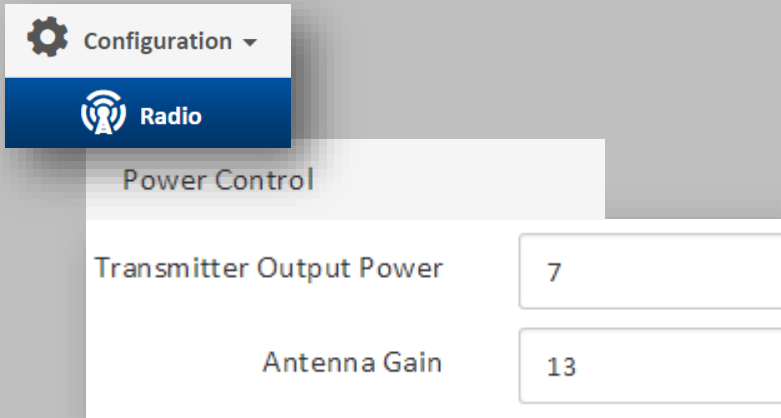 Configuration
Radio
Power Control
Transmitter Output Power 7
Antenna Gain 13